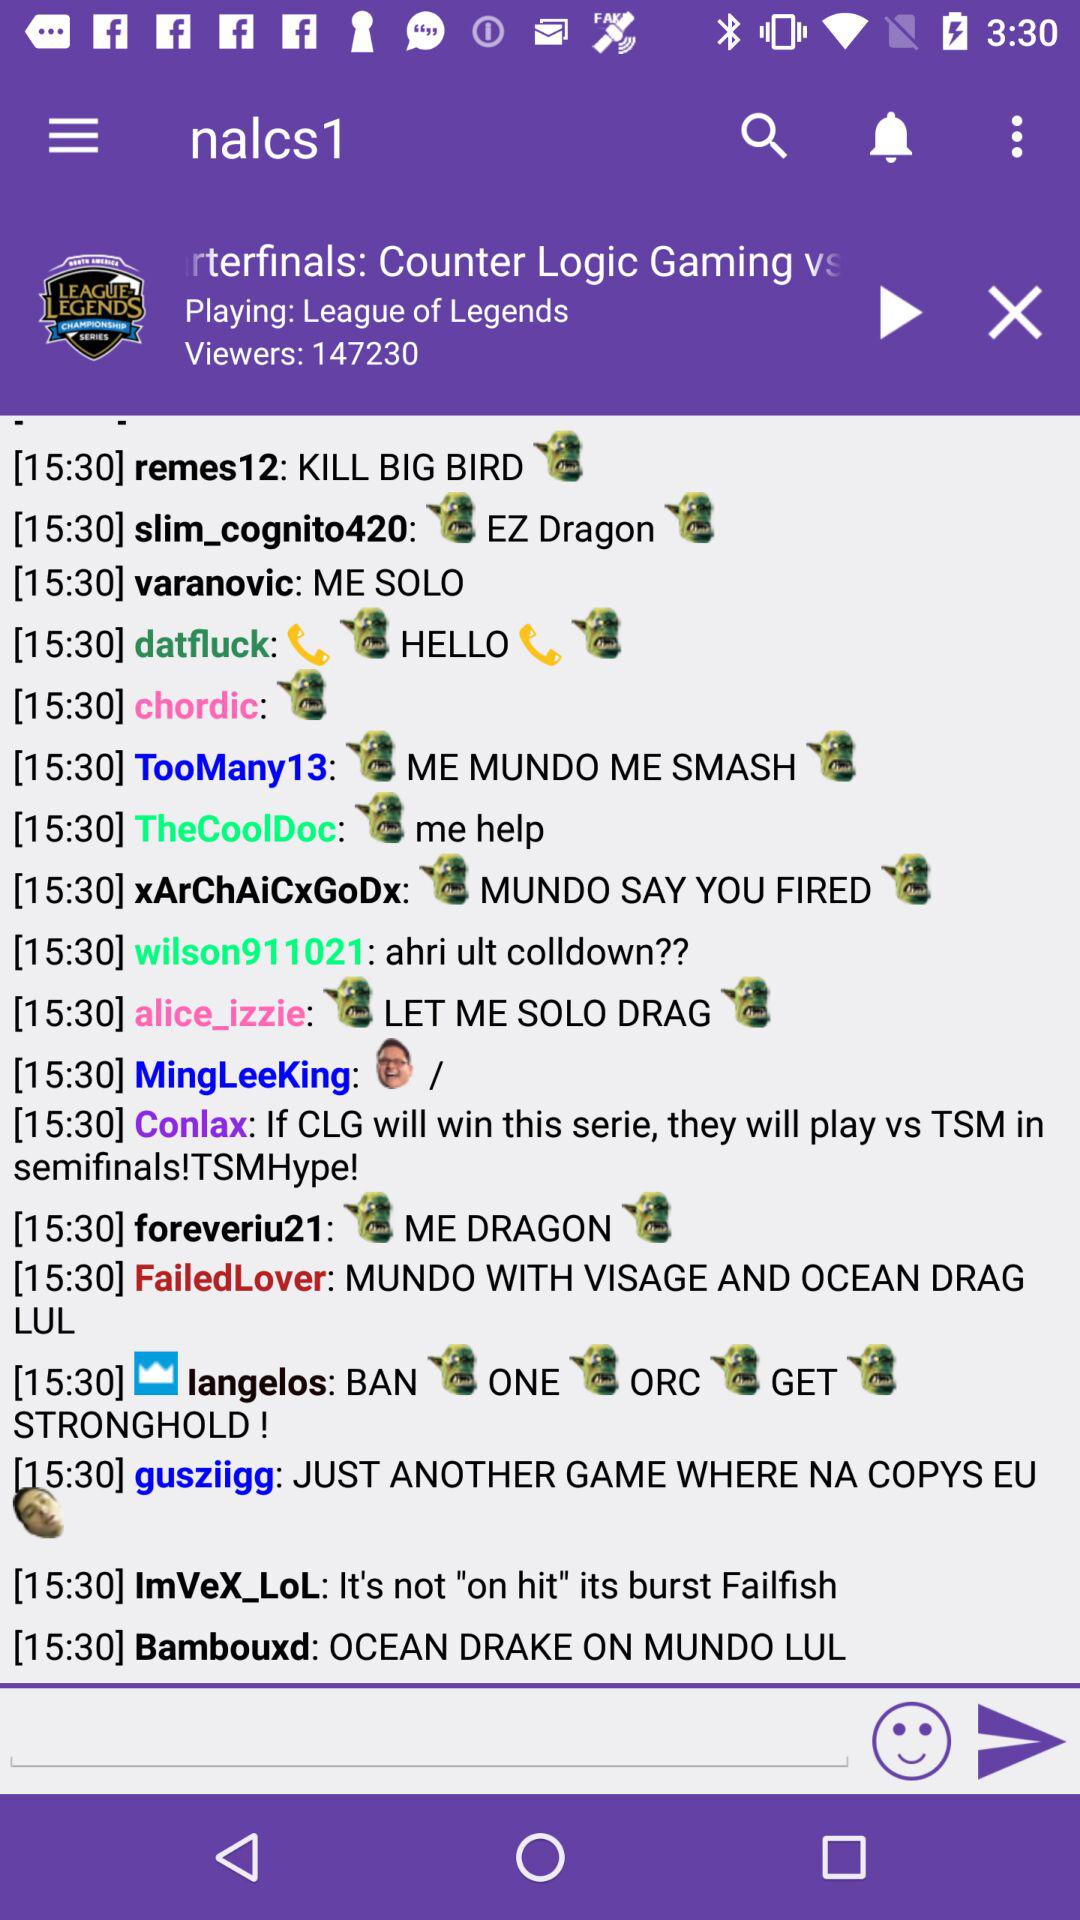 FAKE 3:30
nalcs1
rterfinals: Counter Logic Gaming vs
NORTH AMERICA
LEAGUE
LEGENDS
CHAMPIONSHIP
SERIES
Playing: League of Legends
Viewers: 147230
[15:30] remes12: KILL BIG BIRD
[15:30] slim_cognito420: EZ Dragon
[15:30] varanovic: ME SOLO
[15:30] datfluck: 📞 HELLO 📞
[15:30] chordic:
[15:30] TooMany13: ME MUNDO ME SMASH
[15:30] TheCoolDoc: me help
[15:30] xArChAiCxGoDx: MUNDO SAY YOU FIRED
[15:30] wilson911021: ahri ult colldown??
[15:30] alice_izzie: LET ME SOLO DRAG
[15:30] MingLeeKing: /
[15:30] Conlax: If CLG will win this serie, they will play vs TSM in
semifinals!TSMHype!
[15:30] foreveriu21: ME DRAGON
[15:30] FailedLover: MUNDO WITH VISAGE AND OCEAN DRAG
LUL
[15:30] Iangelos: BAN ONE ORC GET
STRONGHOLD !
[15:30] gusziigg: JUST ANOTHER GAME WHERE NA COPYS EU
[15:30] ImVeX_LoL: It's not "on hit" its burst Failfish
[15:30] Bambouxd: OCEAN DRAKE ON MUNDO LUL